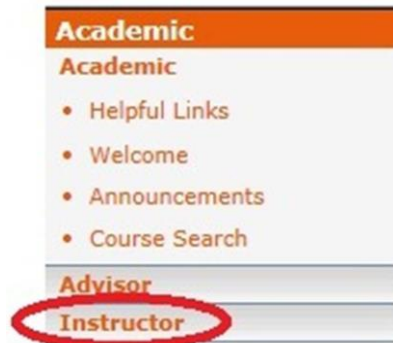 Academic
Academic
• Helpful Links
• Welcome
• Announcements
• Course Search
Advisor
Instructor